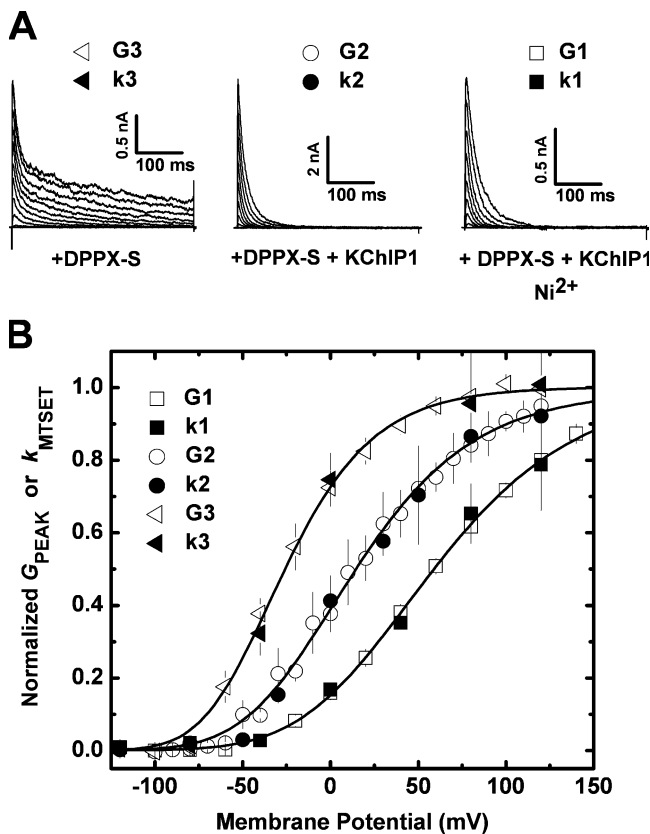 A
G3 G2 G1
k3 k2 k1
0.5 nA 2 nA 0.5 nA
100 ms 100 ms 100 ms
+DPPX-S +DPPX-S + KChIP1 + DPPX-S + KChIP1
Ni2+
B
Normalized GPEAK or kMTSET
1.0
0.8
0.6
0.4
0.2
0.0
G1
k1
G2
k2
G3
k3
-100 -50 0 50 100 150
Membrane Potential (mV)